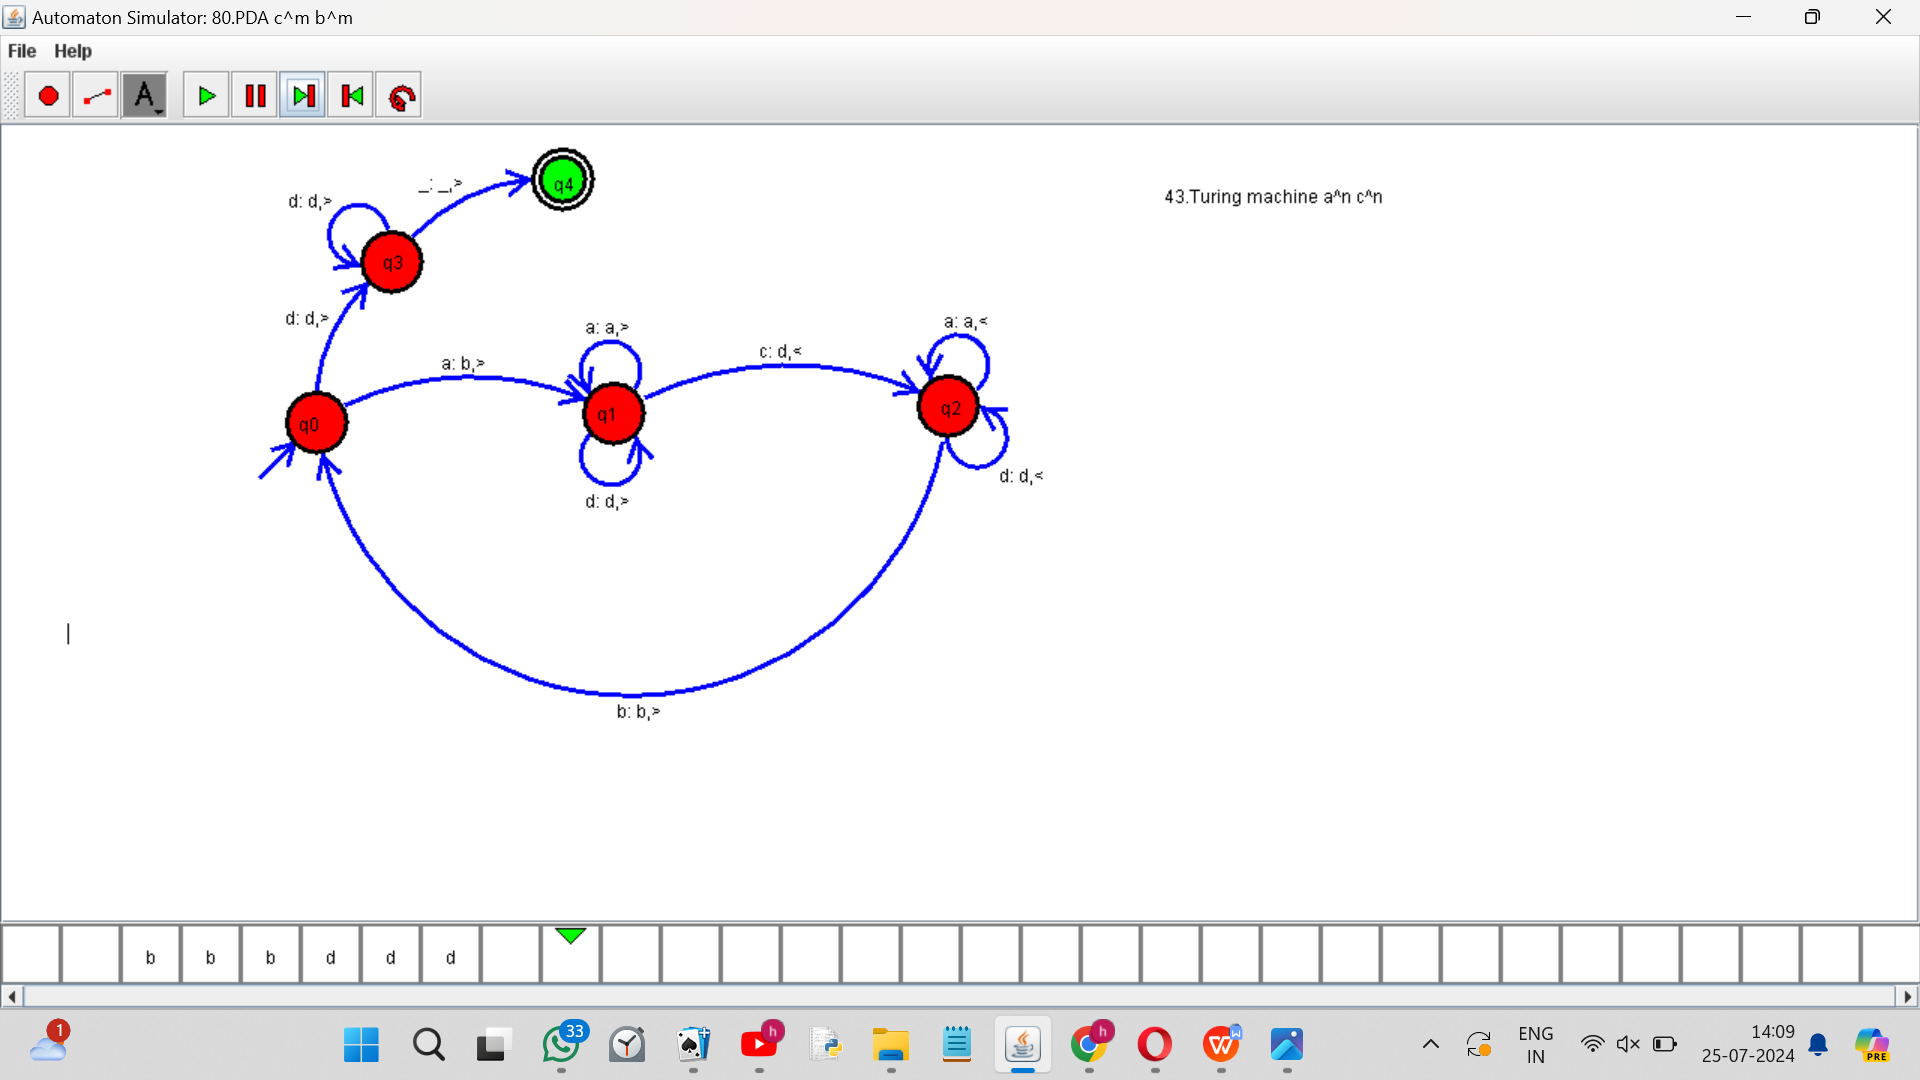 Automaton Simulator: 80.PDA c^m b^m
File Help
A
q4
_: _,>
d: d,>
43.Turing machine a^n c^n
q3
d: d,>
a: a,>
a: a,<
a: b,>
c: d,<
q0
q1
q2
d: d,<
d: d,>
b: b,>
b b b d d d
1
33
h
h
W
W
ENG
IN
14:09
25-07-2024
PRE